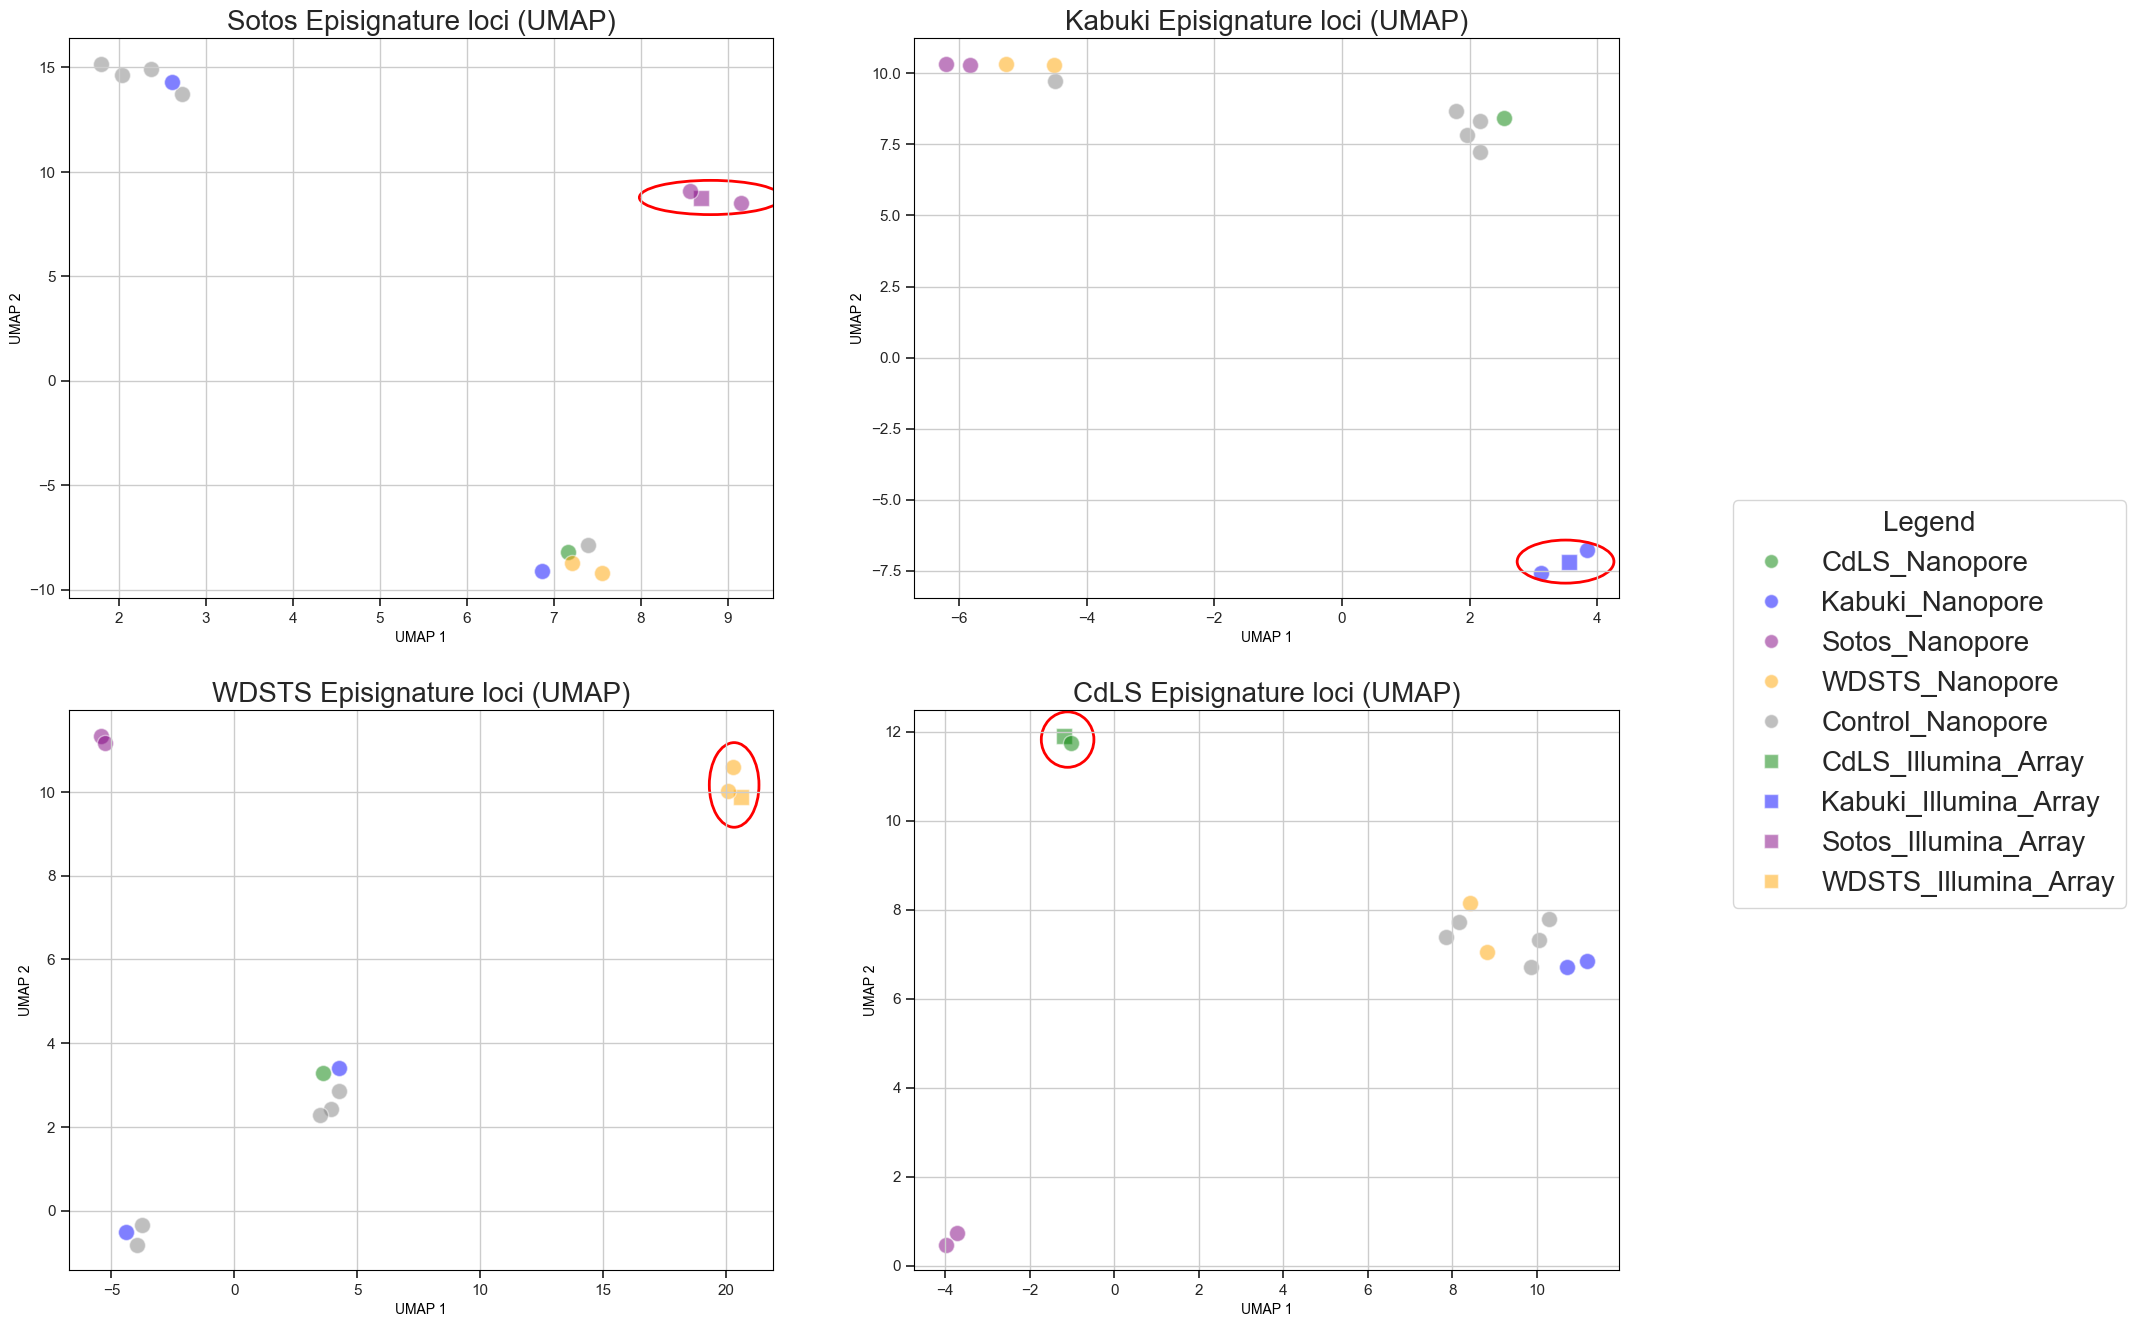 Sotos Episignature loci (UMAP)
15
10
5
0
−5
−10
UMAP 2
2 3 4 5 6 7 8 9
UMAP 1
Kabuki Episignature loci (UMAP)
10.0
7.5
5.0
2.5
0.0
−2.5
−5.0
−7.5
UMAP 2
−6 −4 −2 0 2 4
UMAP 1
WDSTS Episignature loci (UMAP)
10
8
6
4
2
0
UMAP 2
−5 0 5 10 15 20
UMAP 1
CdLS Episignature loci (UMAP)
12
10
8
6
4
2
0
UMAP 2
−4 −2 0 2 4 6 8 10
UMAP 1
Legend
CdLS_Nanopore
Kabuki_Nanopore
Sotos_Nanopore
WDSTS_Nanopore
Control_Nanopore
CdLS_Illumina_Array
Kabuki_Illumina_Array
Sotos_Illumina_Array
WDSTS_Illumina_Array